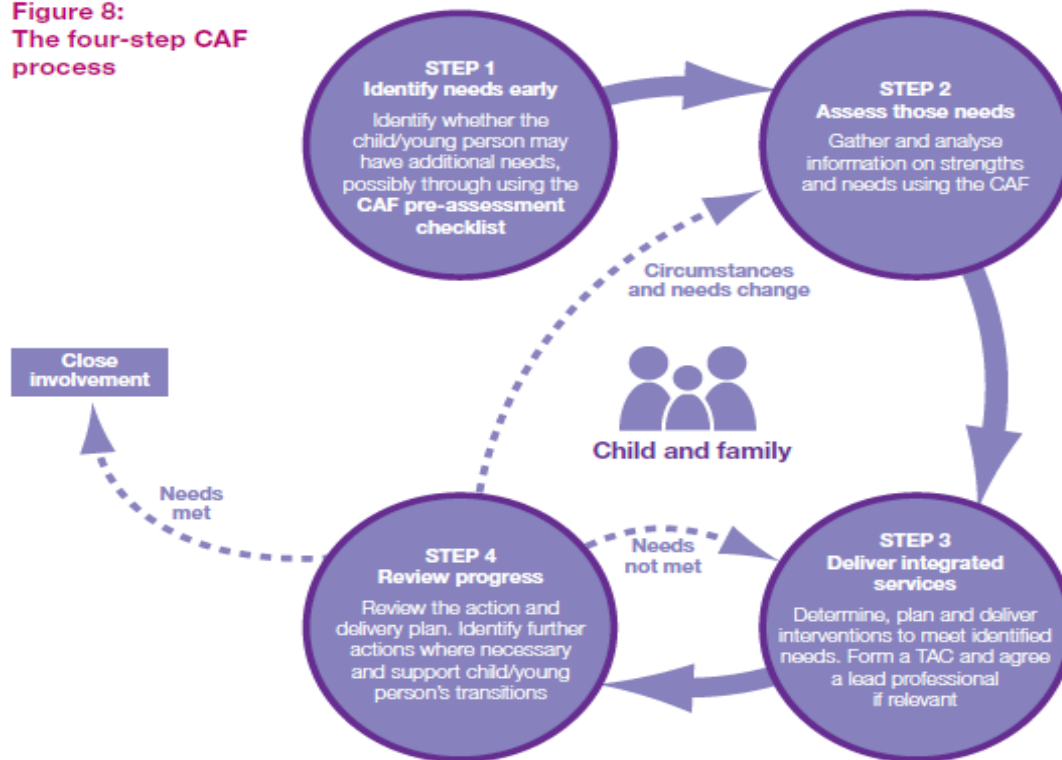 Figure 8:
The four-step CAF
process
STEP 1
Identify needs early
Identify whether the
child/young person may
have additional needs,
possibly through using the
CAF pre-assessment
checklist
STEP 2
Assess those needs
Gather and analyse
information on strengths
and needs using the CAF
Circumstances
and needs change
Close
involvement
Child and family
Needs
met
Needs
not met
STEP 3
Deliver integrated
services
Determine, plan and deliver
interventions to meet identified
needs. Form a TAC and agree
a lead professional
if relevant
STEP 4
Review progress
Review the action and
delivery plan. Identify further
actions where necessary
and support child/young
person's transitions